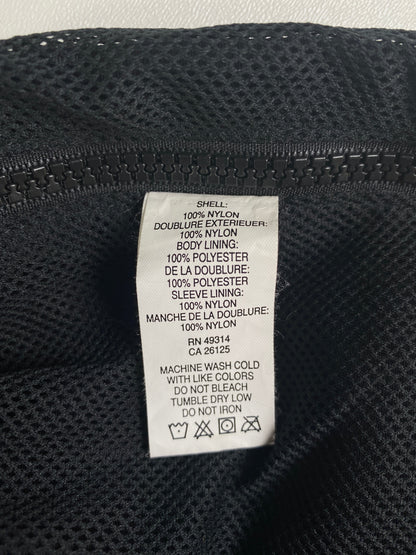 SHELL:
100% NYLON
DOUBLURE EXTERIEUER:
100% NYLON
BODY LINING:
100% POLYESTER
DE LA DOUBLURE:
100% POLYESTER
SLEEVE LINING:
100% NYLON
MANCHE DE LA DOUBLURE:
100% NYLON
RN 49314
CA 26125
MACHINE WASH COLD
WITH LIKE COLORS
DO NOT BLEACH
TUMBLE DRY LOW
DO NOT IRON